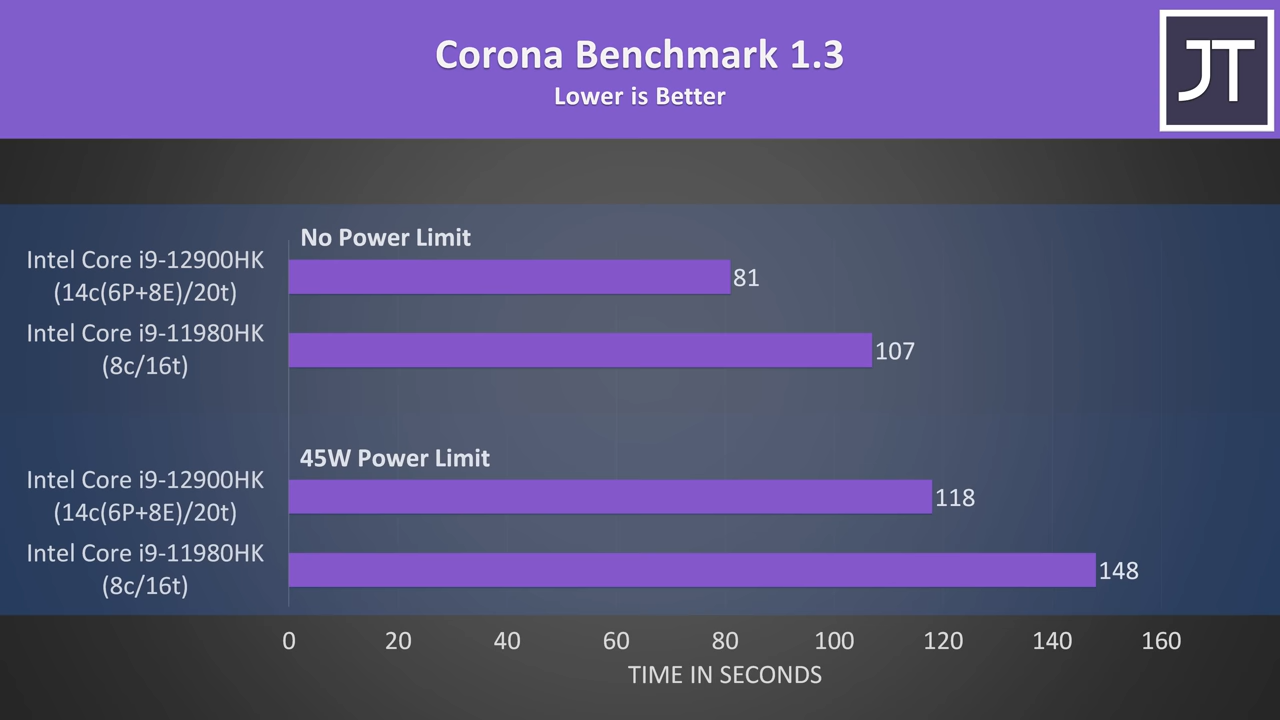 Corona Benchmark 1.3
Lower is Better
JT
No Power Limit
Intel Core i9-12900HK
(14c(6P+8E)/20t)
81
Intel Core i9-11980HK
(8c/16t)
107
45W Power Limit
Intel Core i9-12900HK
(14c(6P+8E)/20t)
118
Intel Core i9-11980HK
(8c/16t)
148
0 20 40 60 80 100 120 140 160
TIME IN SECONDS